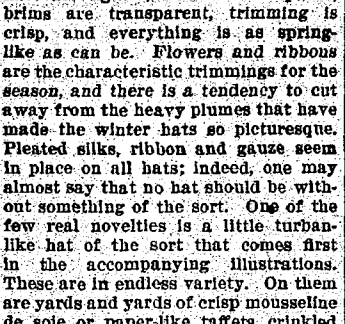 brims are transparent, trimming is
crisp, and everything is as spring-
like as can be. Flowers and ribbons
are the characteristic trimmings for the
season, and there is a tendency to cut
away from the heavy plumes that have
made the winter hats so picturesque.
Pleated silks, ribbon and gauze seem
in place on all hats; indeed, one may
almost say that no hat should be with-
out something of the sort. One of the
few real novelties is a little turban-
like hat of the sort that comes first
in the accompanying illustrations.
These are in endless variety. On them
are yards and yards of crisp mousseline
de soie or paper-like taffets crinkled